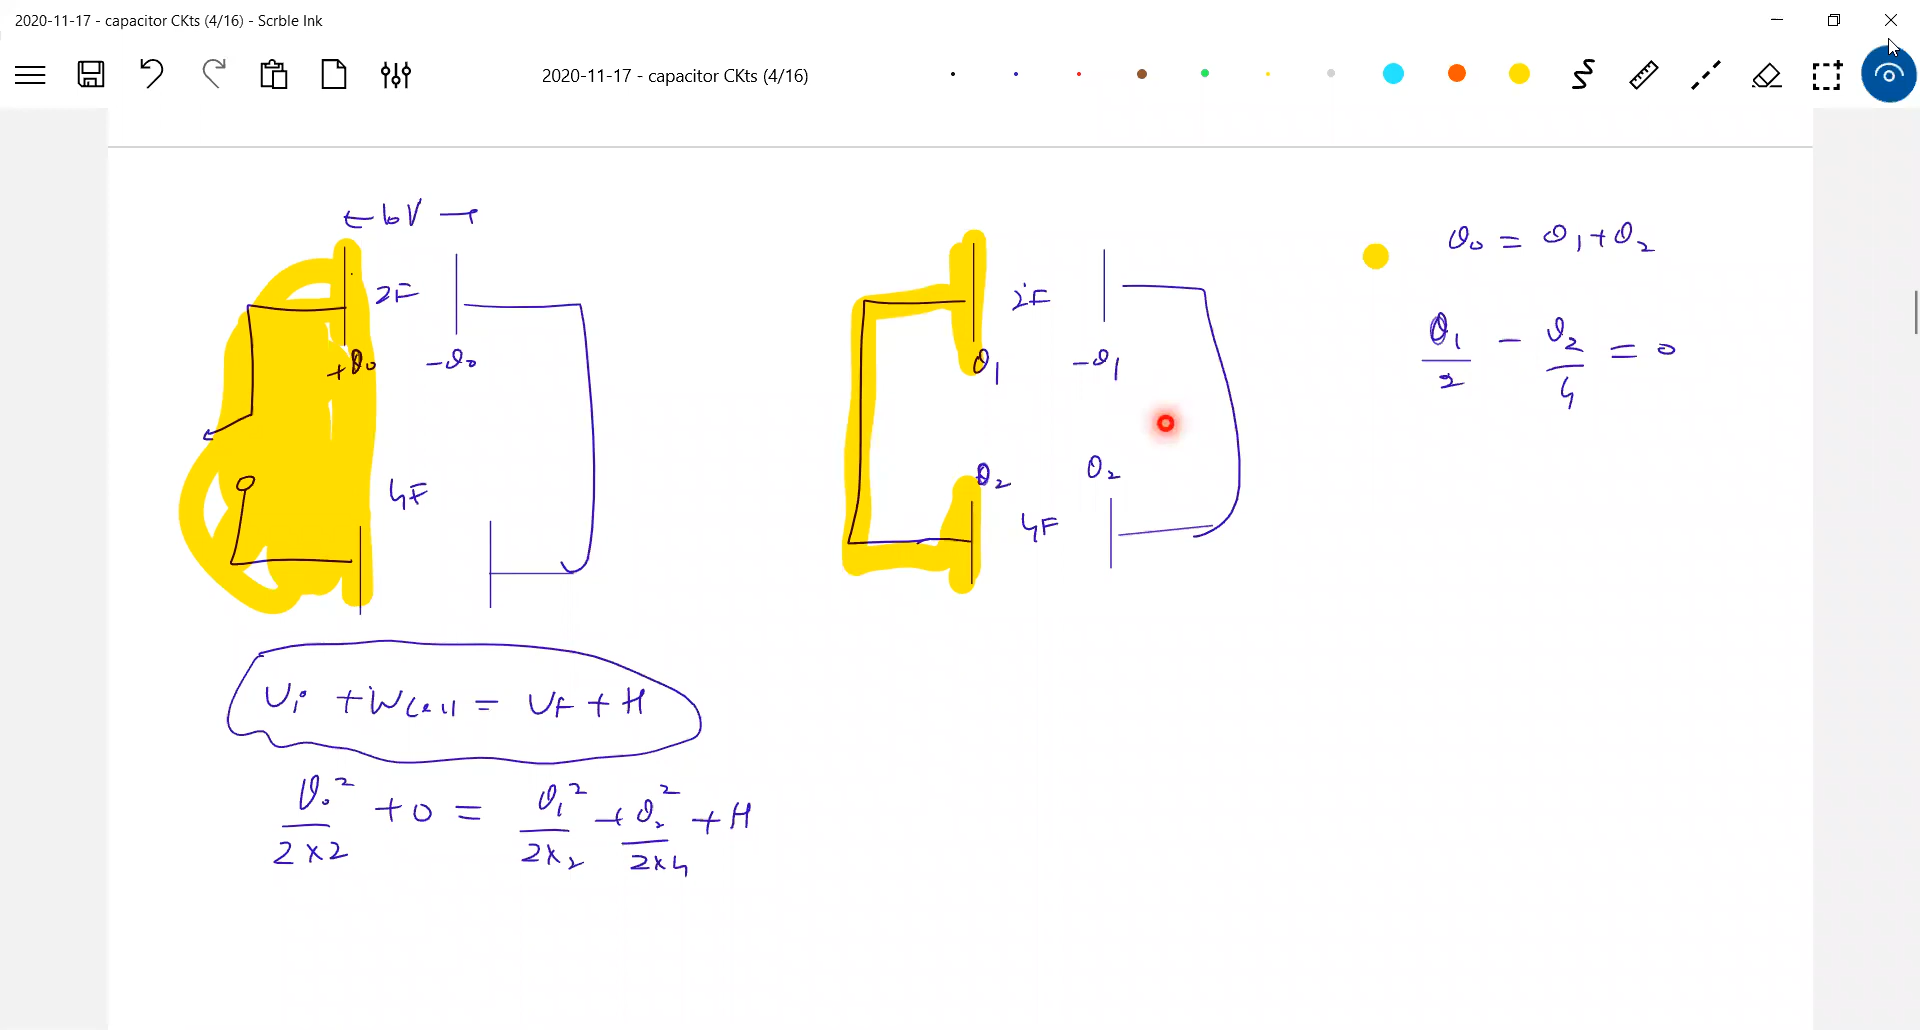 2020-11-17 - capacitor CKts (4/16) - Scrble Ink
2020-11-17 - capacitor CKts (4/16)
← 6V →
2F
+Q₀ -Q₀
4F
2F
Q₁ -Q₁
Q₂ Q₂
4F
Q₀ = Q₁ + Q₂
Q₁/2 - Q₂/4 = 0
Ui + Wcell = UF + H
Q₀²/2×2 + 0 = Q₁²/2×2 + Q₂²/2×4 + H